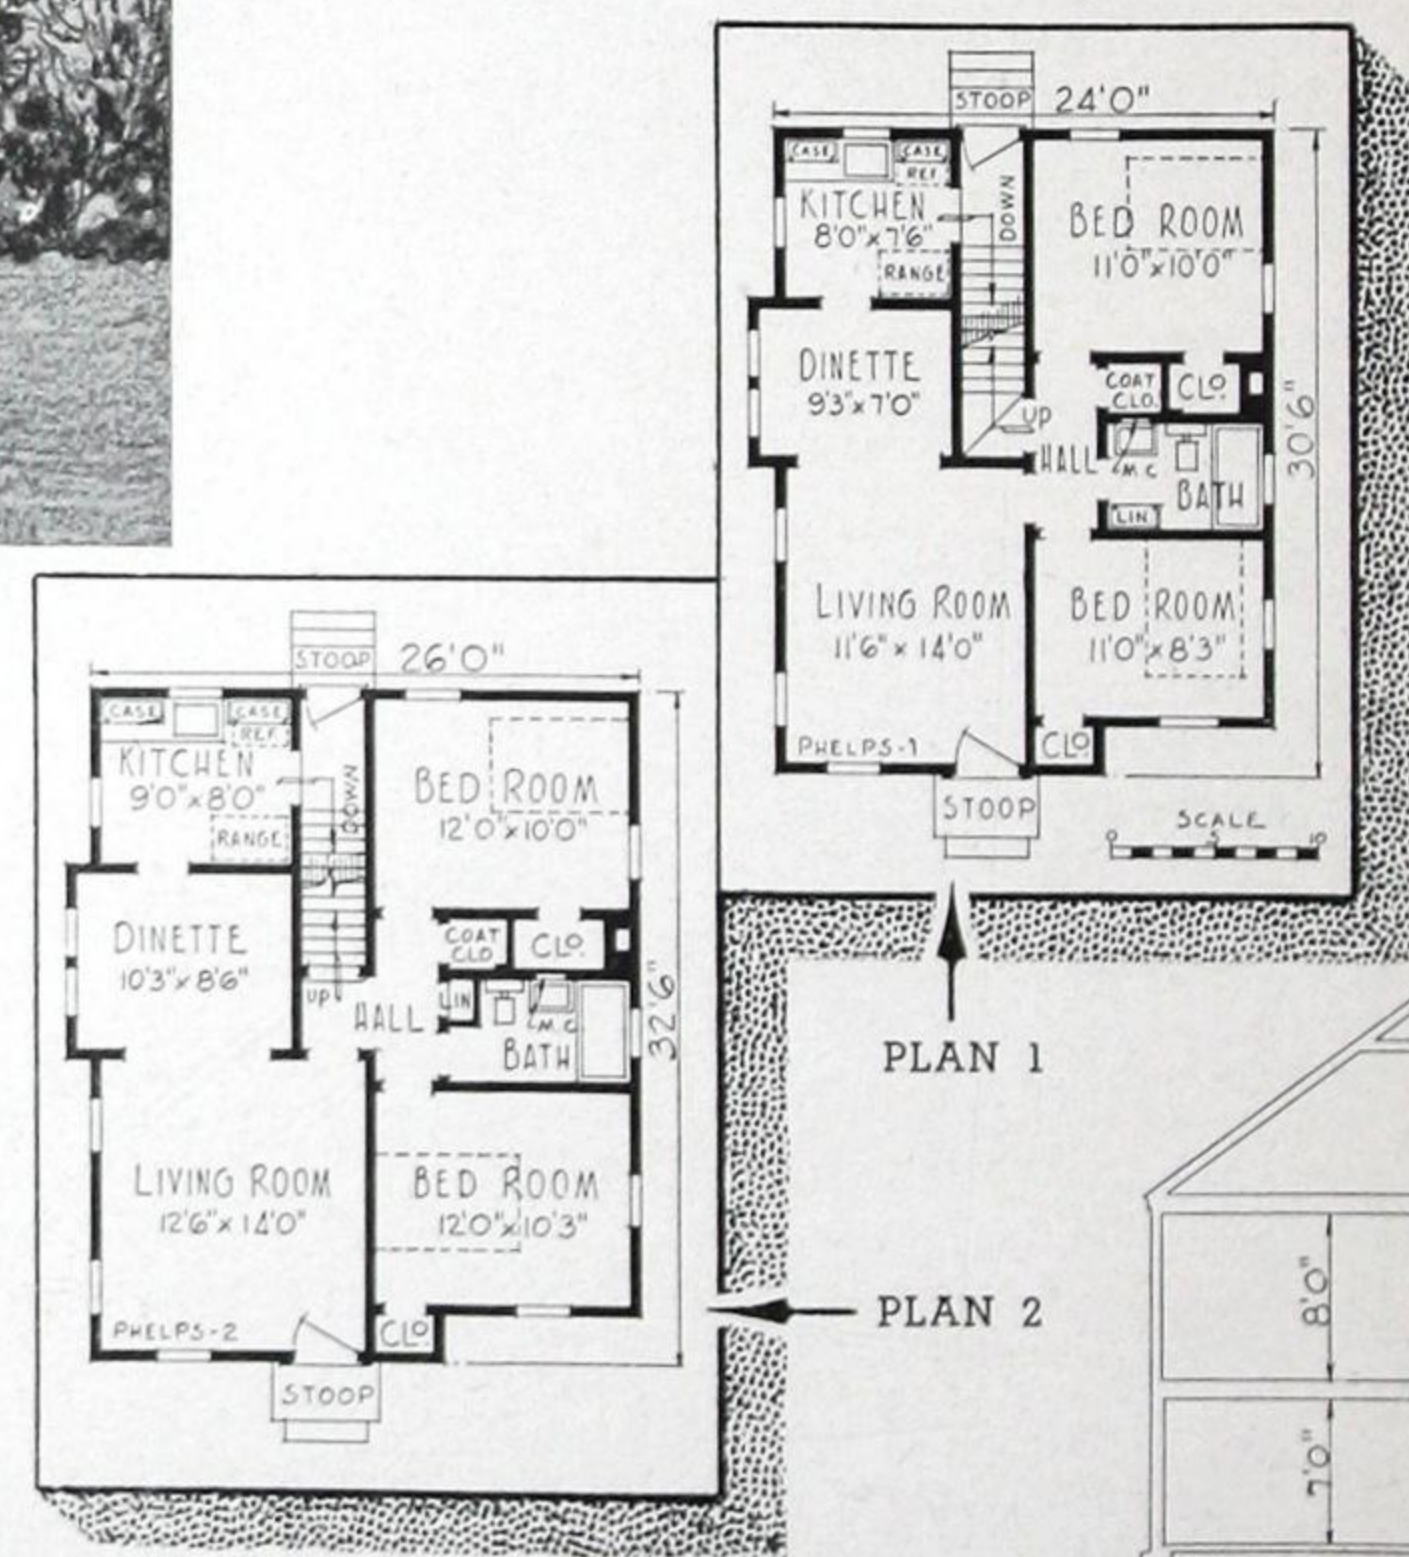 STOOP
24'0"
CASE
CASE
REF.
KITCHEN
8'0"x7'6"
DOWN
RANGE
BED ROOM
11'0"x10'0"
DINETTE
9'3"x7'0"
UP
COAT
CLO.
CLO.
HALL
M.C
BATH
LIN
30'6"
LIVING ROOM
11'6"x14'0"
BED ROOM
11'0"x8'3"
PHELPS-1
CLO.
STOOP
SCALE
0 5 10
PLAN 1
STOOP
26'0"
CASE
CASE
REF.
KITCHEN
9'0"x8'0"
DOWN
RANGE
BED ROOM
12'0"x10'0"
DINETTE
10'3"x8'6"
UP
COAT
CLO
CLO.
HALL
LIN
M.C
BATH
32'6"
LIVING ROOM
12'6"x14'0"
BED ROOM
12'0"x10'3"
PHELPS-2
CLO.
STOOP
PLAN 2
8'0"
7'0"